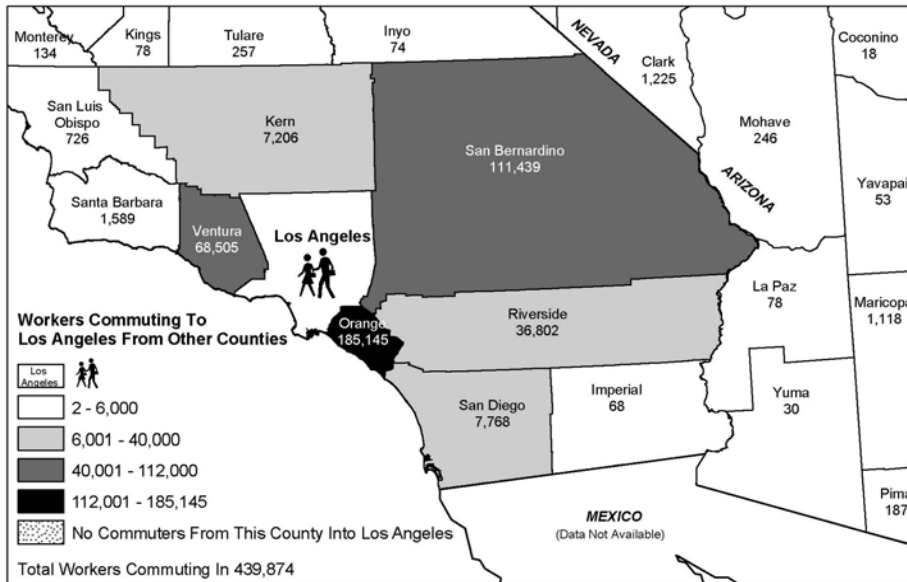 Monterey
134
Kings
78
Tulare
257
Inyo
74
NEVADA
Clark
1,225
Coconino
18
San Luis
Obispo
726
Kern
7,206
San Bernardino
111,439
Mohave
246
ARIZONA
Yavapai
53
Santa Barbara
1,589
Ventura
68,505
Los Angeles
La Paz
78
Maricopa
1,118
Orange
185,145
Riverside
36,802
San Diego
7,768
Imperial
68
Yuma
30
Pima
187
MEXICO
(Data Not Available)
Workers Commuting To
Los Angeles From Other Counties
Los
Angeles
2 - 6,000
6,001 - 40,000
40,001 - 112,000
112,001 - 185,145
No Commuters From This County Into Los Angeles
Total Workers Commuting In 439,874